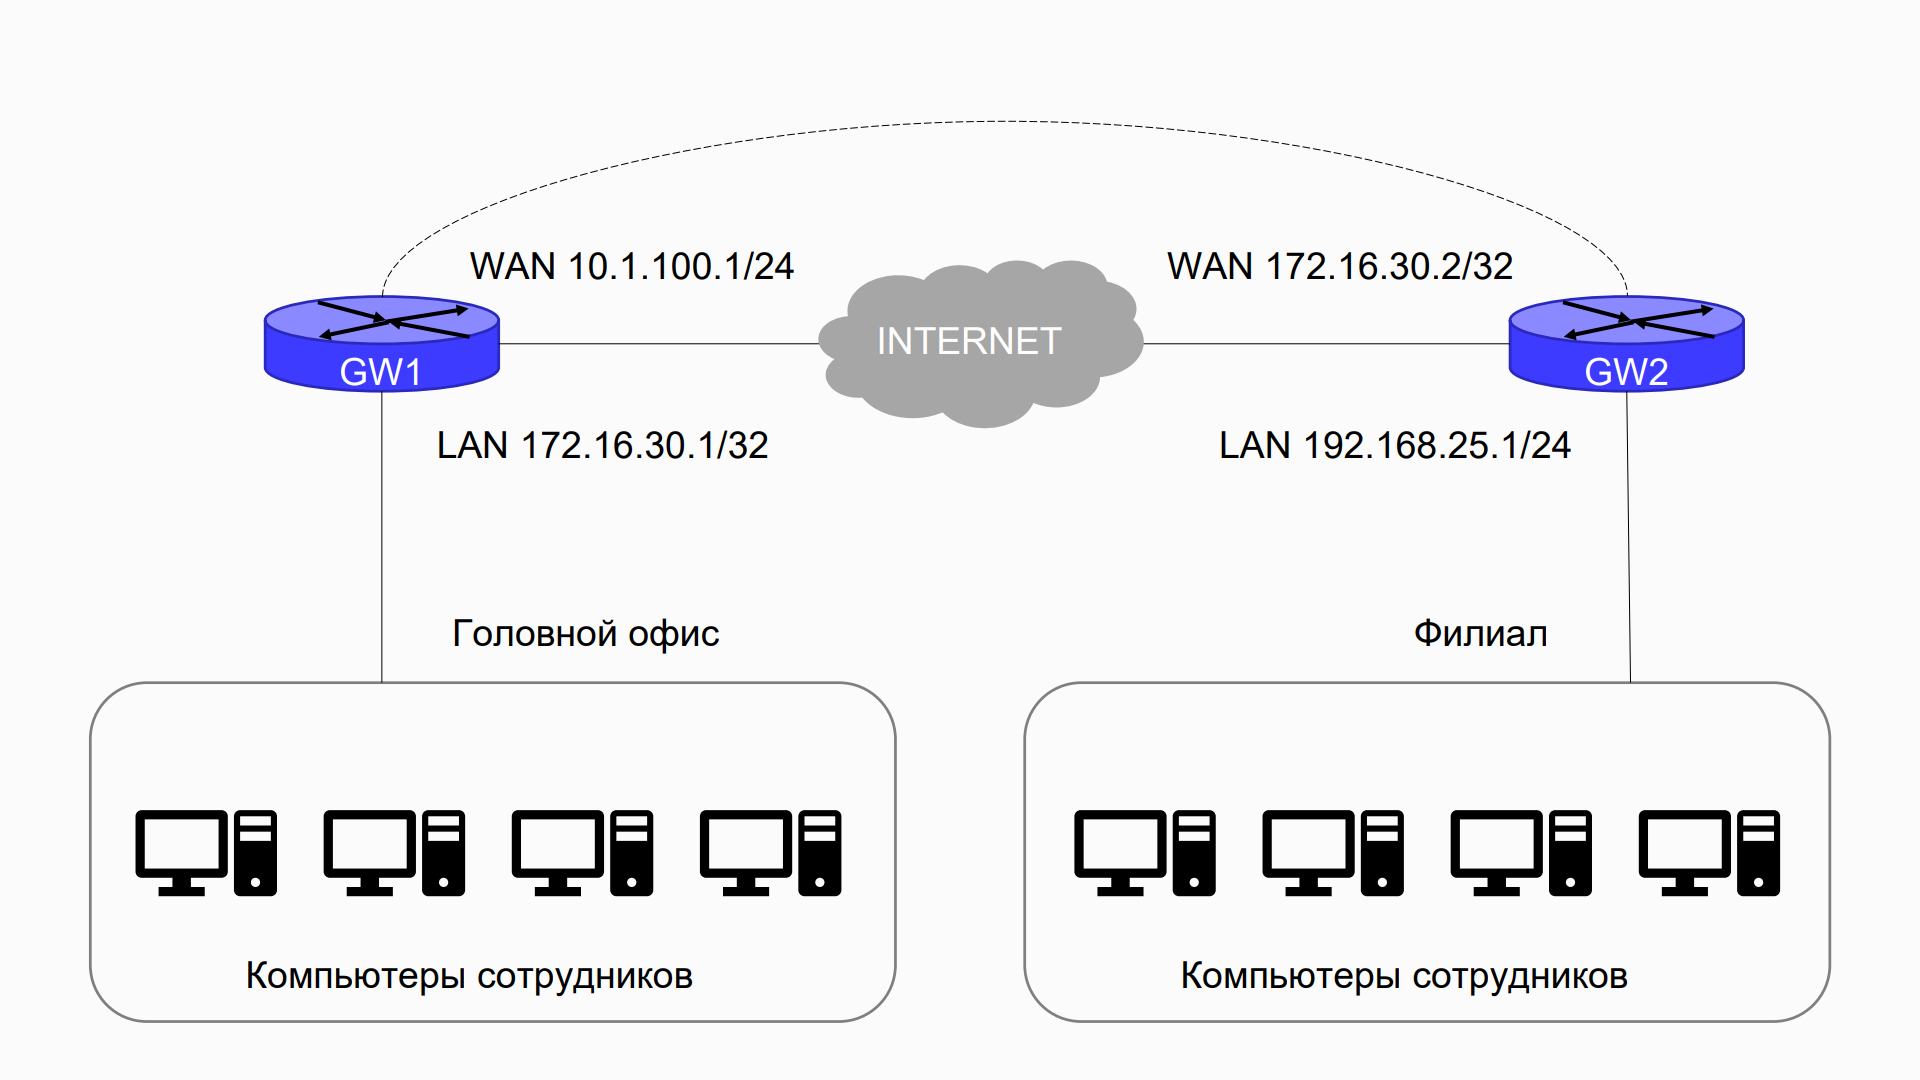 WAN 10.1.100.1/24
WAN 172.16.30.2/32
INTERNET
GW1
GW2
LAN 172.16.30.1/32
LAN 192.168.25.1/24
Головной офис
Филиал
Компьютеры сотрудников
Компьютеры сотрудников